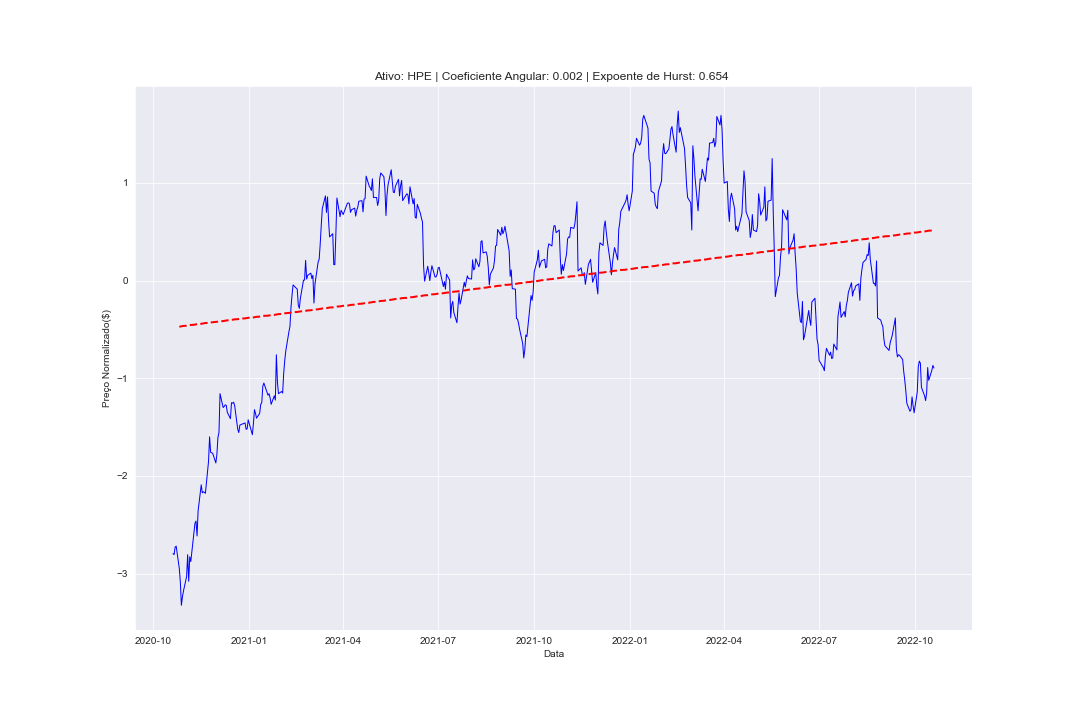 Ativo: HPE | Coeficiente Angular: 0.002 | Expoente de Hurst: 0.654
Preço Normalizado($)
1
0
−1
−2
−3
2020-10 2021-01 2021-04 2021-07 2021-10 2022-01 2022-04 2022-07 2022-10
Data